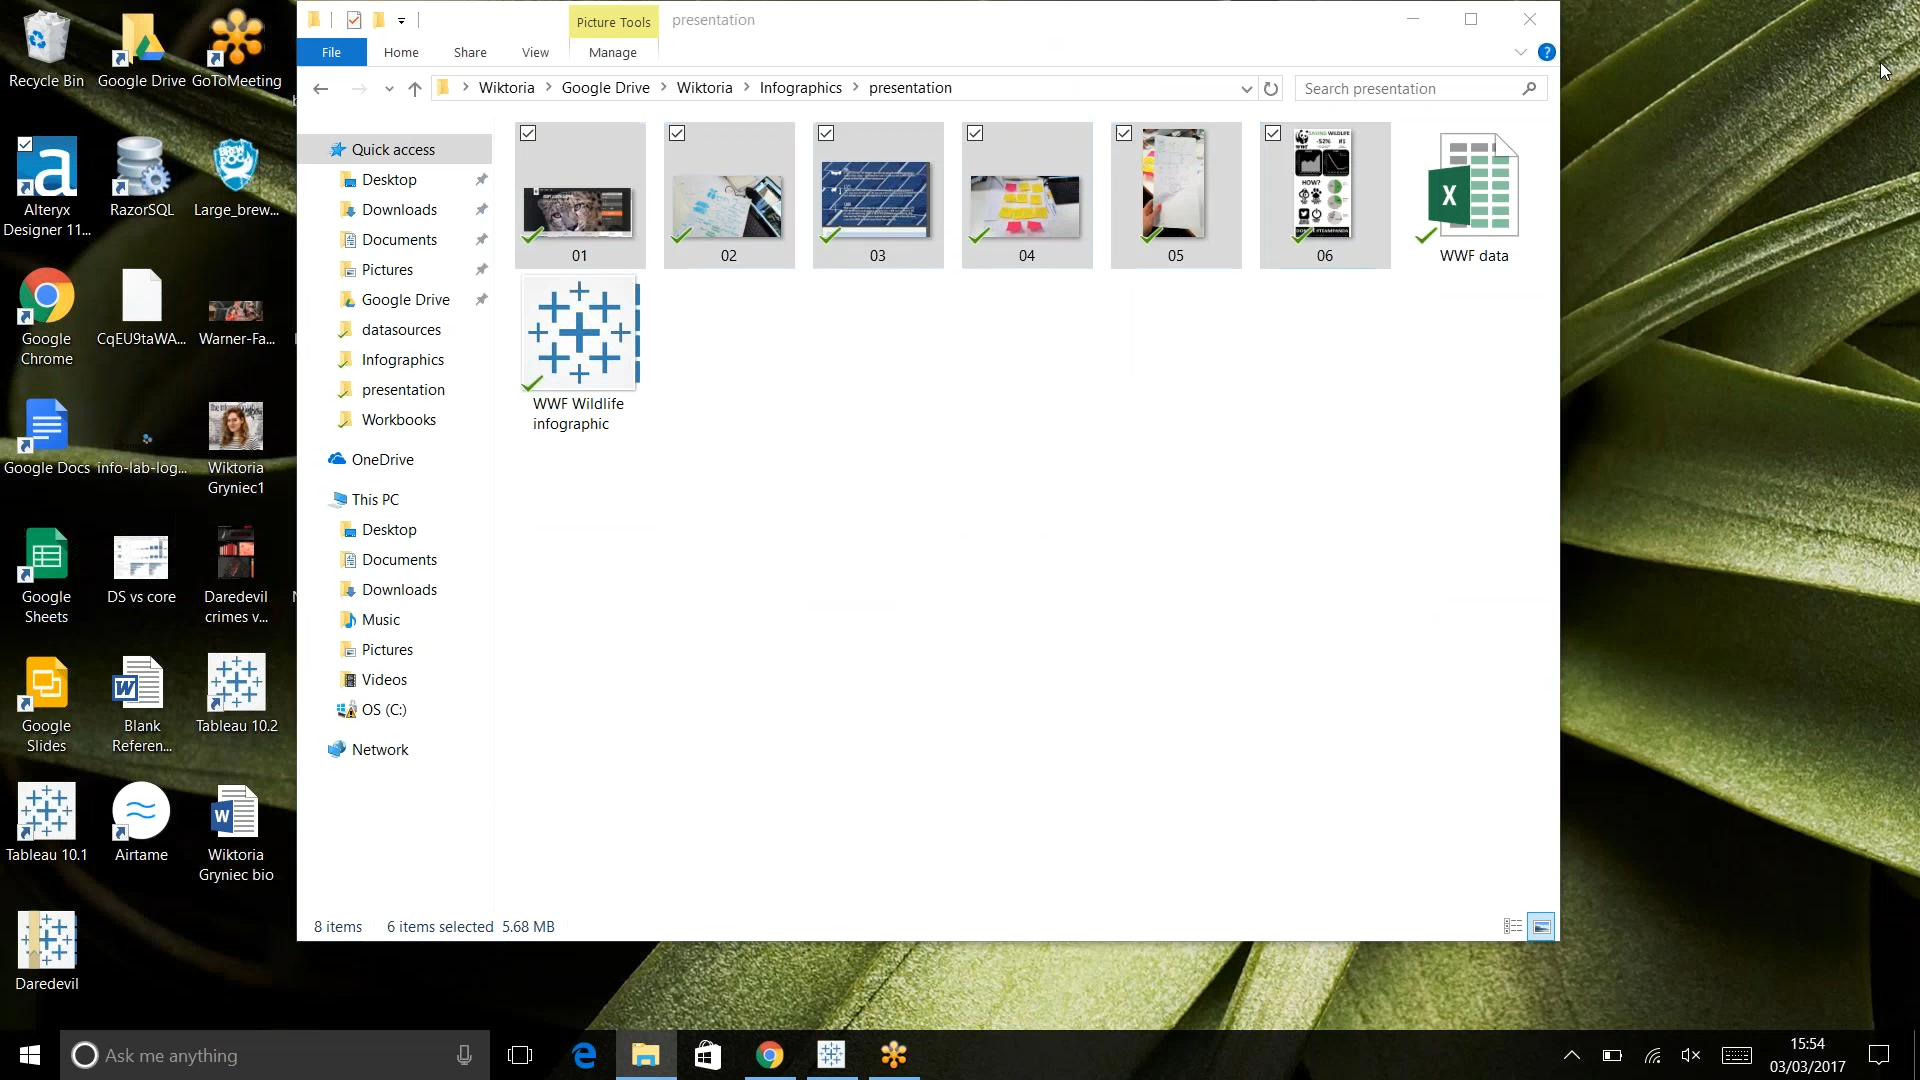 Recycle Bin
Google Drive
GoToMeeting
Alteryx
Designer 11...
RazorSQL
Large_brew...
Google
Chrome
CqEU9taWA...
Warner-Fa...
Google Docs
info-lab-log...
Wiktoria
Gryniec1
Google
Sheets
DS vs core
Daredevil
crimes v...
Google
Slides
Blank
Referen...
Tableau 10.2
Tableau 10.1
Airtame
Wiktoria
Gryniec bio
Daredevil
Picture Tools
presentation
File
Home
Share
View
Manage
Wiktoria
Google Drive
Wiktoria
Infographics
presentation
Search presentation
Quick access
Desktop
Downloads
Documents
Pictures
Google Drive
datasources
Infographics
presentation
Workbooks
OneDrive
This PC
Desktop
Documents
Downloads
Music
Pictures
Videos
OS (C:)
Network
01
02
03
04
05
06
WWF data
WWF Wildlife
infographic
8 items
6 items selected 5.68 MB
Ask me anything
15:54
03/03/2017